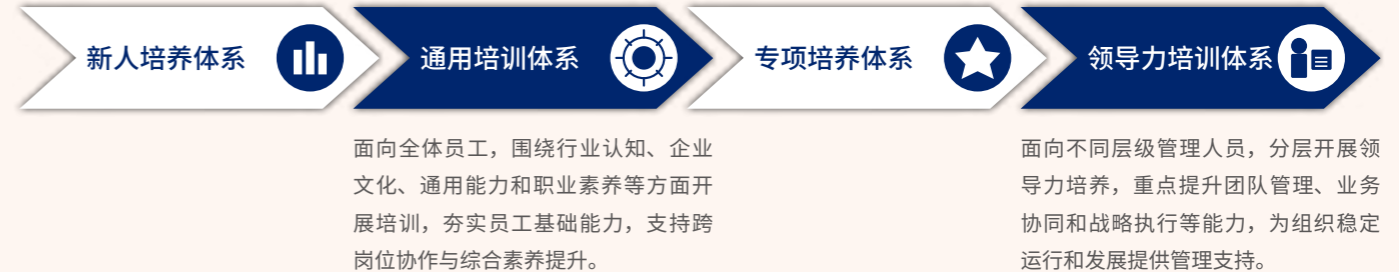 新人培养体系
通用培训体系
专项培养体系
领导力培训体系
面向全体员工，围绕行业认知、企业
文化、通用能力和职业素养等方面开
展培训，夯实员工基础能力，支持跨
岗位协作与综合素养提升。
面向不同层级管理人员，分层开展领
导力培养，重点提升团队管理、业务
协同和战略执行等能力，为组织稳定
运行和发展提供管理支持。